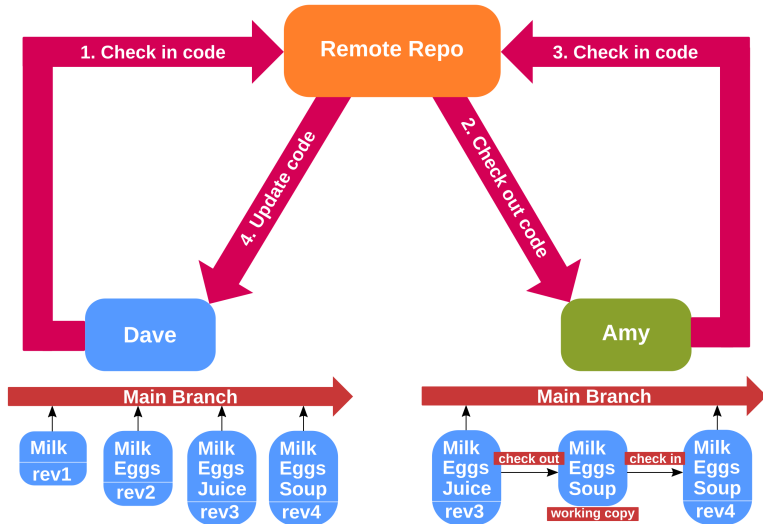 Remote Repo
1. Check in code
3. Check in code
4. Update code
2. Check out code
Dave
Amy
Main Branch
Milk
rev1
Milk
Eggs
rev2
Milk
Eggs
Juice
rev3
Milk
Eggs
Soup
rev4
Main Branch
Milk
Eggs
Juice
rev3
check out
Milk
Eggs
Soup
working copy
check in
Milk
Eggs
Soup
rev4